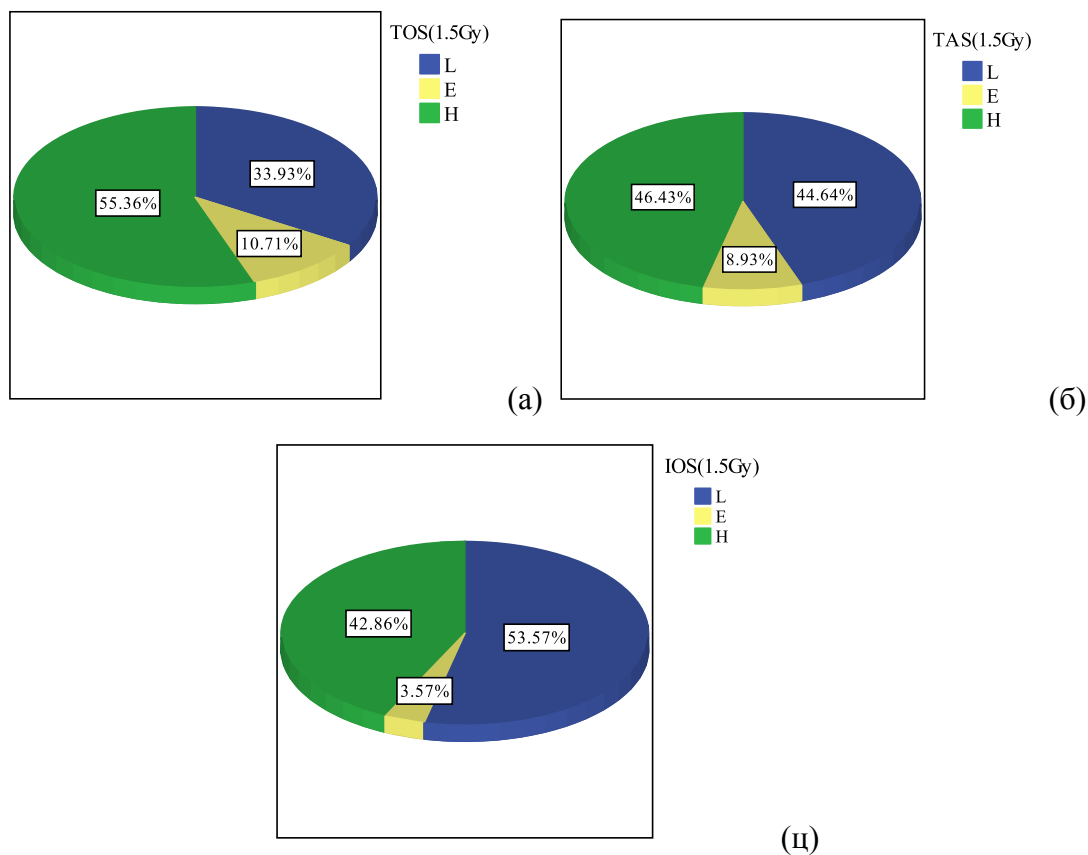 TOS(1.5Gy)
L
E
H
33.93%
55.36%
10.71%
(а)
TAS(1.5Gy)
L
E
H
46.43%
44.64%
8.93%
(б)
IOS(1.5Gy)
L
E
H
42.86%
53.57%
3.57%
(ц)